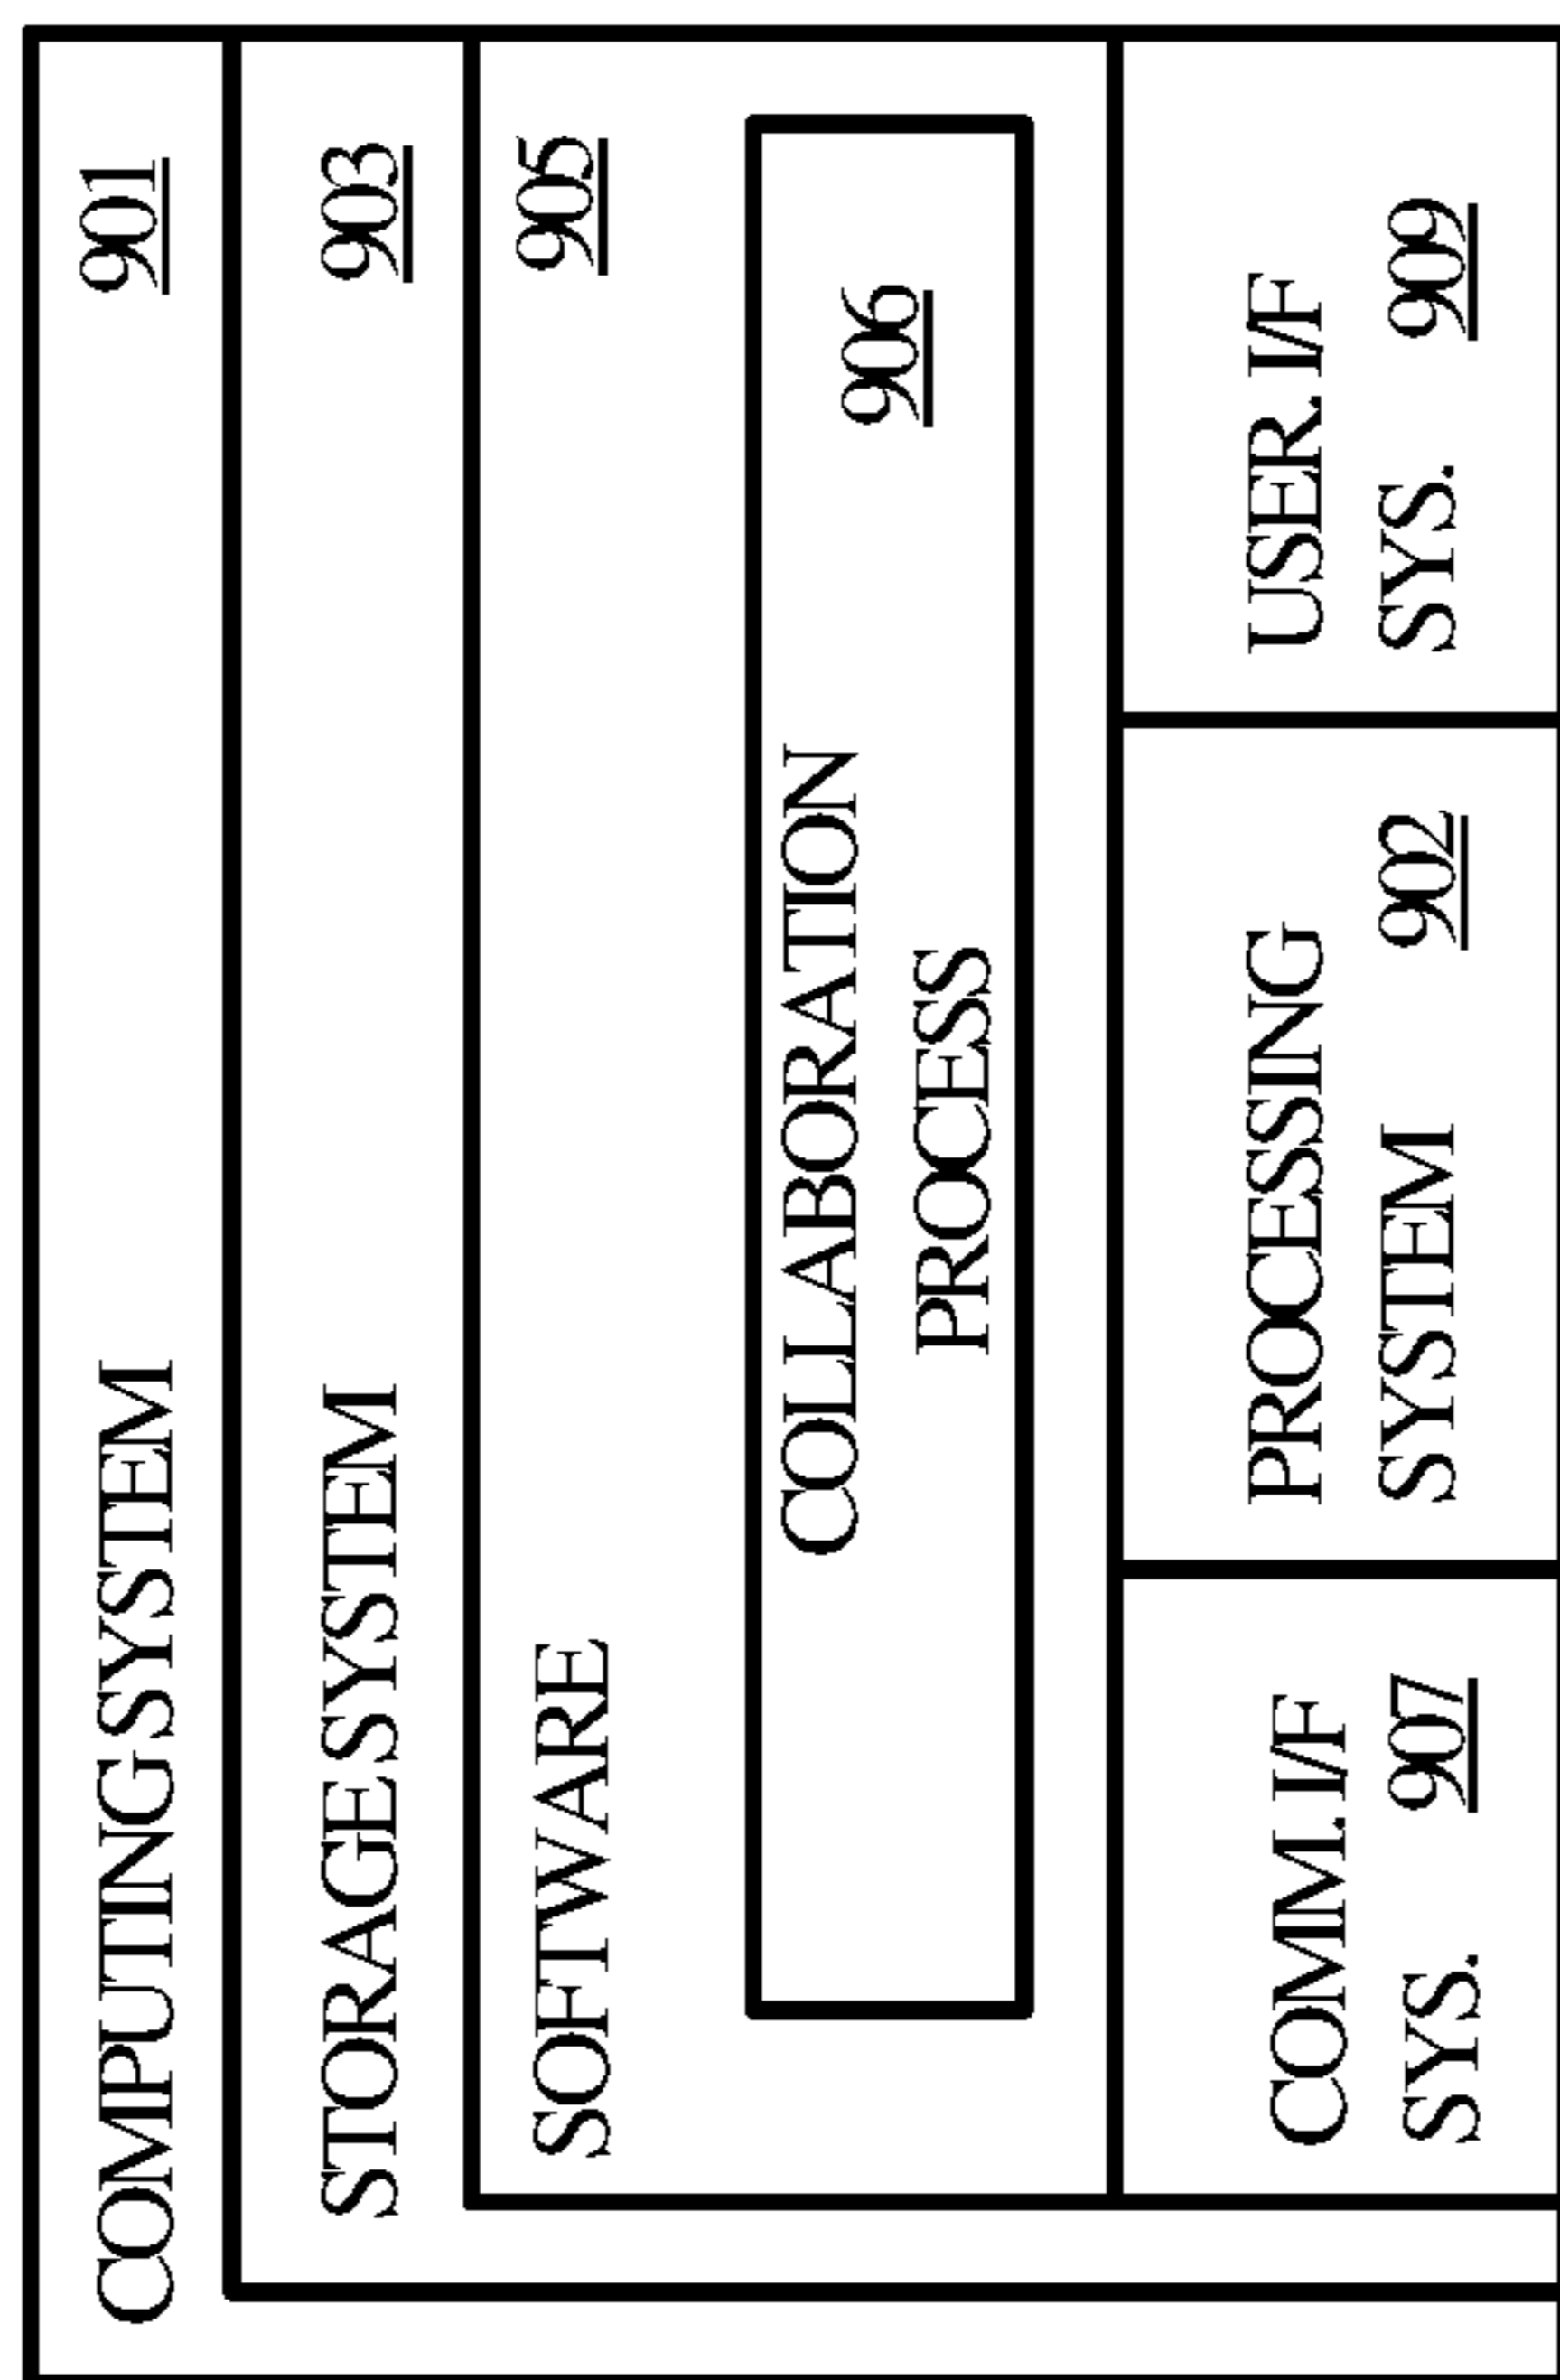 COMPUTING SYSTEM 901
STORAGE SYSTEM 903
SOFTWARE 905
COLLABORATION
PROCESS
906
COMM. I/F
SYS. 907
PROCESSING
SYSTEM 902
USER. I/F
SYS. 909